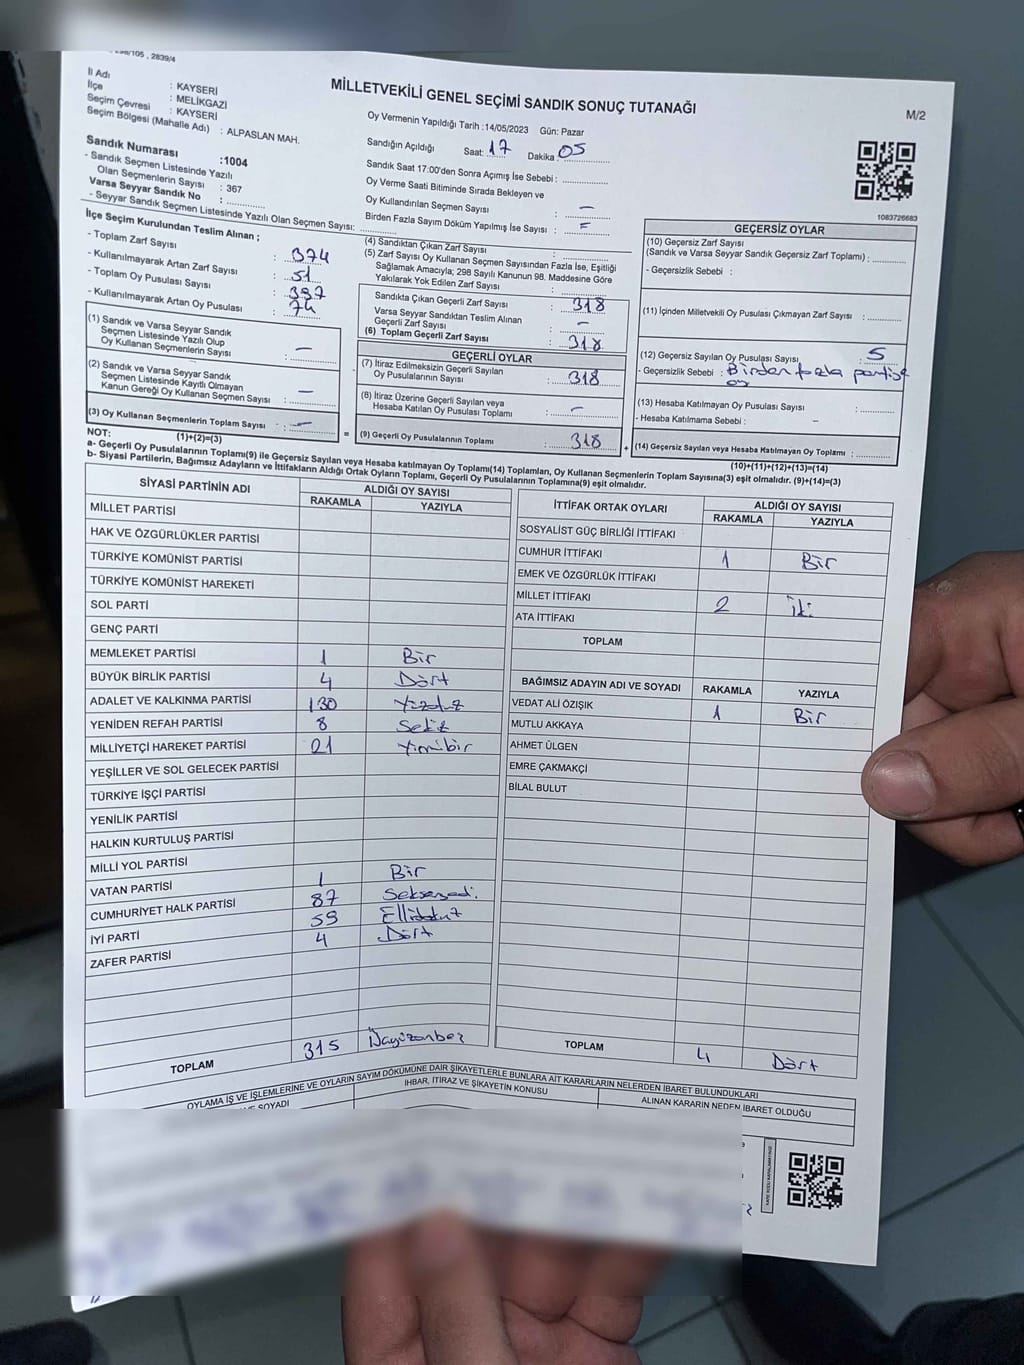 298/105 , 2839/4
MİLLETVEKİLİ GENEL SEÇİMİ SANDIK SONUÇ TUTANAĞI
M/2
İl Adı : KAYSERİ
İlçe : MELİKGAZİ
Seçim Çevresi : KAYSERİ
Seçim Bölgesi (Mahalle Adı) : ALPASLAN MAH.
Sandık Numarası :1004
- Sandık Seçmen Listesinde Yazılı
Olan Seçmenlerin Sayısı : 367
Varsa Seyyar Sandık No :
- Seyyar Sandık Seçmen Listesinde Yazılı Olan Seçmen Sayısı:
Oy Vermenin Yapıldığı Tarih :14/05/2023 Gün: Pazar
Sandığın Açıldığı Saat: 17 Dakika : 05
Sandık Saat 17:00'den Sonra Açımış İse Sebebi :
Oy Verme Saati Bitiminde Sırada Bekleyen ve
Oy Kullandırılan Seçmen Sayısı : -
Birden Fazla Sayım Döküm Yapılmış İse Sayısı : =
1083726683
İlçe Seçim Kurulundan Teslim Alınan ;
- Toplam Zarf Sayısı : 374
- Kullanılmayarak Artan Zarf Sayısı : 51
- Toplam Oy Pusulası Sayısı : 397
- Kullanılmayarak Artan Oy Pusulası : 74
(1) Sandık ve Varsa Seyyar Sandık
Seçmen Listesinde Yazılı Olup
Oy Kullanan Seçmenlerin Sayısı : -
(2) Sandık ve Varsa Seyyar Sandık
Seçmen Listesinde Kayıtlı Olmayan
Kanun Gereği Oy Kullanan Seçmen Sayısı : -
(3) Oy Kullanan Seçmenlerin Toplam Sayısı : -
(1)+(2)=(3)
(4) Sandıktan Çıkan Zarf Sayısı :
(5) Zarf Sayısı Oy Kullanan Seçmen Sayısından Fazla İse, Eşitliği
Sağlamak Amacıyla; 298 Sayılı Kanunun 98. Maddesine Göre
Yakılarak Yok Edilen Zarf Sayısı :
Sandıkta Çıkan Geçerli Zarf Sayısı : 318
Varsa Seyyar Sandıktan Teslim Alınan
Geçerli Zarf Sayısı : -
(6) Toplam Geçerli Zarf Sayısı : 318
GEÇERLİ OYLAR
(7) İtiraz Edilmeksizin Geçerli Sayılan
Oy Pusulalarının Sayısı : 318
(8) İtiraz Üzerine Geçerli Sayılan veya
Hesaba Katılan Oy Pusulası Toplamı : -
(9) Geçerli Oy Pusulalarının Toplamı : 318
GEÇERSİZ OYLAR
(10) Geçersiz Zarf Sayısı
(Sandık ve Varsa Seyyar Sandık Geçersiz Zarf Toplamı) :
- Geçersizlik Sebebi :
(11) İçinden Milletvekili Oy Pusulası Çıkmayan Zarf Sayısı :
(12) Geçersiz Sayılan Oy Pusulası Sayısı : 5
- Geçersizlik Sebebi : Birden fazla partiye
oy
(13) Hesaba Katılmayan Oy Pusulası Sayısı :
- Hesaba Katılmama Sebebi : -
(14) Geçersiz Sayılan veya Hesaba Katılmayan Oy Toplamı :
(10)+(11)+(12)+(13)=(14)
NOT:
a- Geçerli Oy Pusulalarının Toplamı(9) ile Geçersiz Sayılan veya Hesaba katılmayan Oy Toplamı(14) Toplamları, Oy Kullanan Seçmenlerin Toplam Sayısına(3) eşit olmalıdır. (9)+(14)=(3)
b- Siyasi Partilerin, Bağımsız Adayların ve İttifakların Aldığı Ortak Oyların Toplamı, Geçerli Oy Pusulalarının Toplamına(9) eşit olmalıdır.
SİYASİ PARTİNİN ADI ALDIĞI OY SAYISI
RAKAMLA YAZIYLA
MİLLET PARTİSİ
HAK VE ÖZGÜRLÜKLER PARTİSİ
TÜRKİYE KOMÜNİST PARTİSİ
TÜRKİYE KOMÜNİST HAREKETİ
SOL PARTİ
GENÇ PARTİ
MEMLEKET PARTİSİ 1 Bir
BÜYÜK BİRLİK PARTİSİ 4 Dört
ADALET VE KALKINMA PARTİSİ 130 Yüzotuz
YENİDEN REFAH PARTİSİ 8 Sekiz
MİLLİYETÇİ HAREKET PARTİSİ 21 Yirmibir
YEŞİLLER VE SOL GELECEK PARTİSİ
TÜRKİYE İŞÇİ PARTİSİ
YENİLİK PARTİSİ
HALKIN KURTULUŞ PARTİSİ
MİLLİ YOL PARTİSİ
VATAN PARTİSİ 1 Bir
CUMHURİYET HALK PARTİSİ 87 Seksenyedi.
İYİ PARTİ 59 Ellidokuz
ZAFER PARTİSİ 4 Dört
TOPLAM 315 Üçyüzonbeş
İTTİFAK ORTAK OYLARI ALDIĞI OY SAYISI
RAKAMLA YAZIYLA
SOSYALİST GÜÇ BİRLİĞİ İTTİFAKI
CUMHUR İTTİFAKI 1 Bir
EMEK VE ÖZGÜRLÜK İTTİFAKI
MİLLET İTTİFAKI 2 İki
ATA İTTİFAKI
TOPLAM
BAĞIMSIZ ADAYIN ADI VE SOYADI RAKAMLA YAZIYLA
VEDAT ALİ ÖZIŞIK 1 Bir
MUTLU AKKAYA
AHMET ÜLGEN
EMRE ÇAKMAKÇİ
BİLAL BULUT
TOPLAM 4 Dört
OYLAMA İŞ VE İŞLEMLERİNE VE OYLARIN SAYIM DÖKÜMÜNE DAİR ŞİKAYETLERLE BUNLARA AİT KARARLARIN NELERDEN İBARET BULUNDUKLARI
VE SOYADI İHBAR, İTİRAZ VE ŞİKAYETİN KONUSU ALINAN KARARIN NEDEN İBARET OLDUĞU